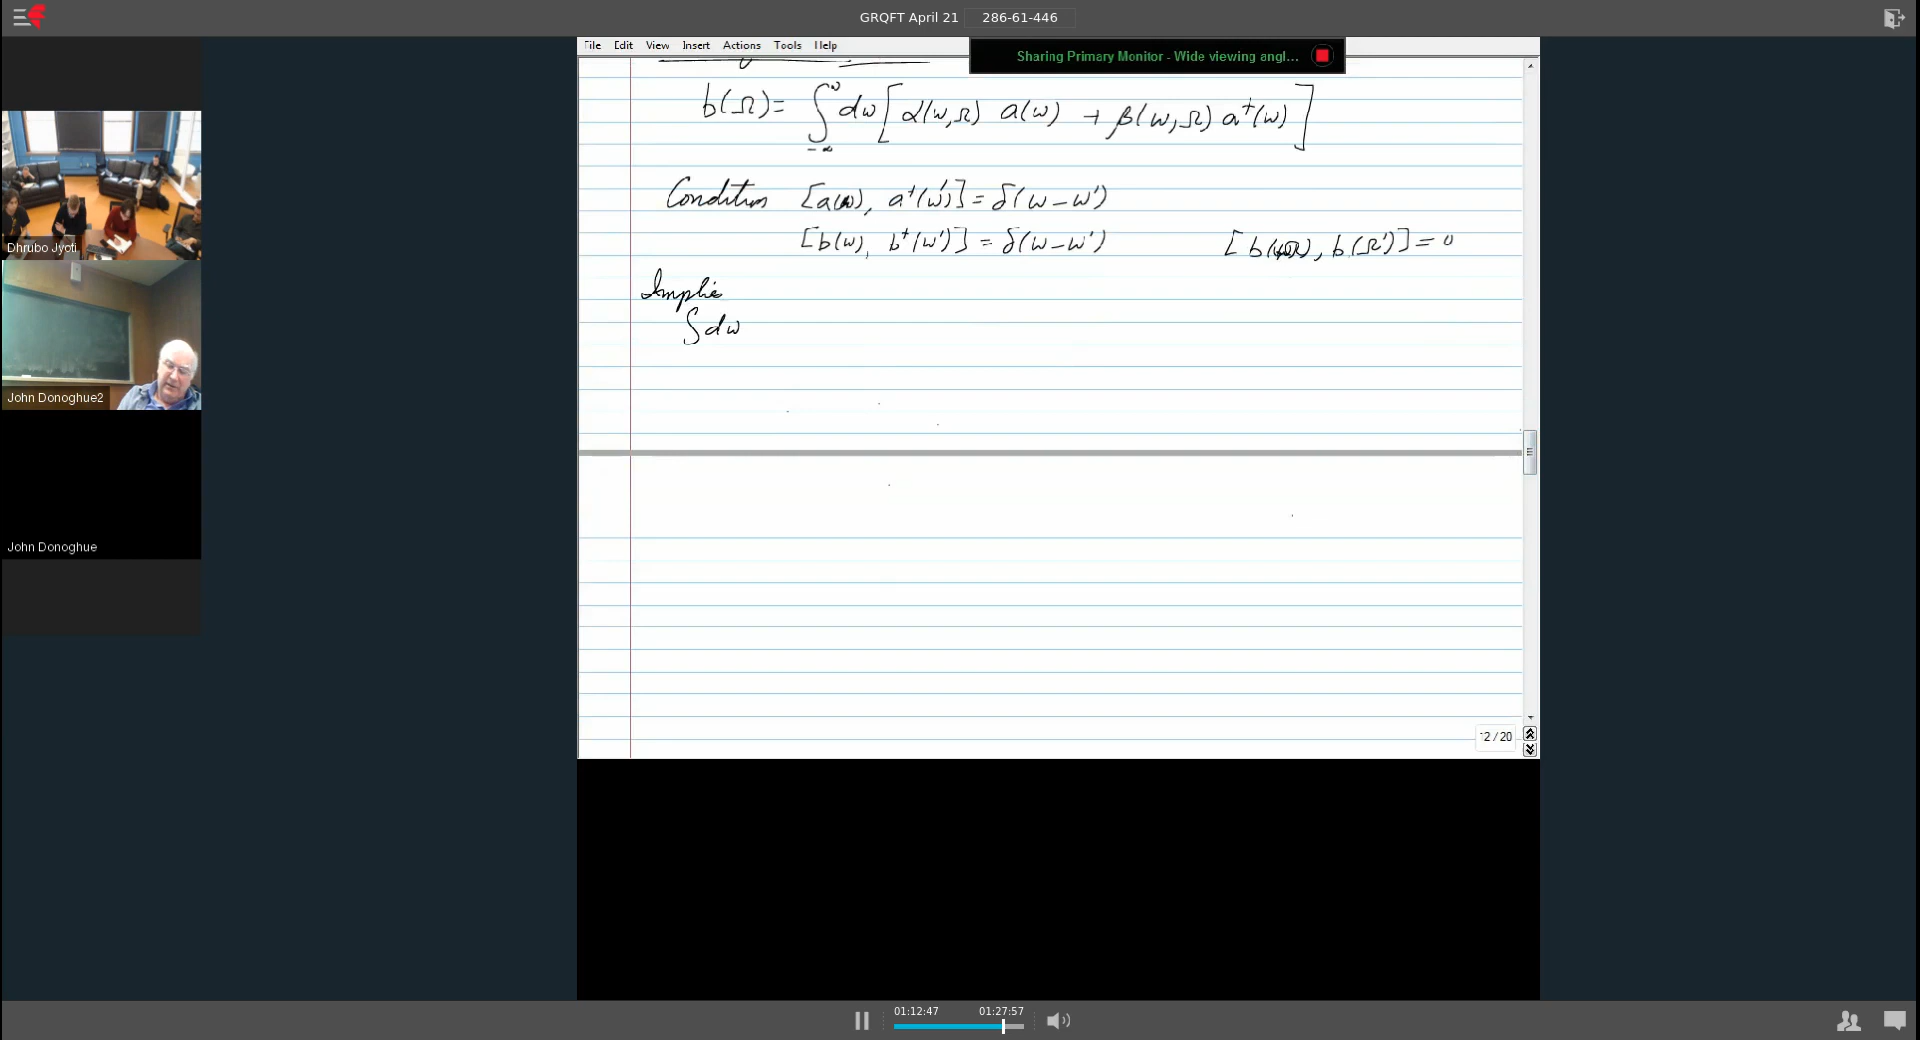 GRQFT April 21 286-61-446
File Edit View Insert Actions Tools Help
Sharing Primary Monitor - Wide viewing angl...
b(Ω) = ∫_{-∞}^{∞} dω [ α(ω,Ω) a(ω) + β(ω,Ω) a†(ω) ]
Condition [a(ω), a†(ω')] = δ(ω-ω')
[b(ω), b†(ω')] = δ(ω-ω') [b(Ω), b(Ω')] = 0
Implies
∫dω
Dhrubo Jyoti
John Donoghue2
John Donoghue
12 / 20
01:12:47 01:27:57